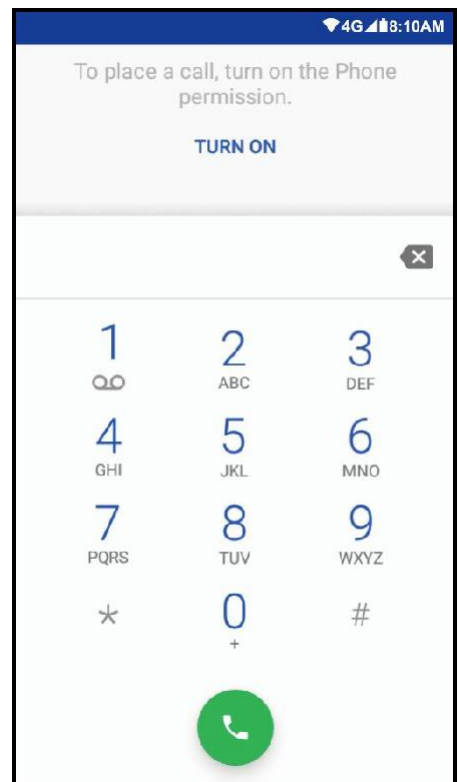 4G 8:10AM
To place a call, turn on the Phone
permission.
TURN ON
1 2 3
ABC DEF
4 5 6
GHI JKL MNO
7 8 9
PQRS TUV WXYZ
* 0 #
+